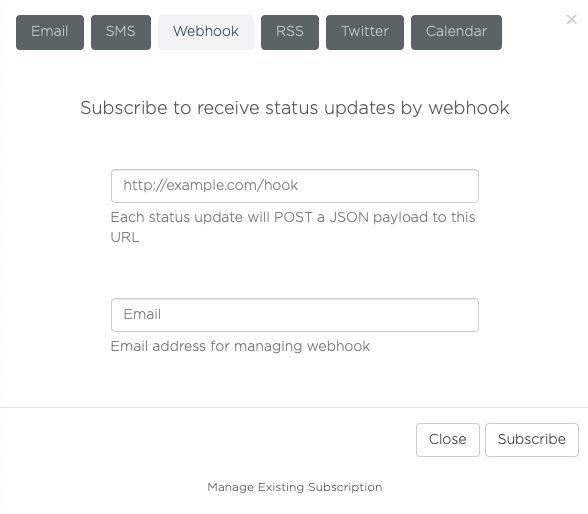 Email SMS Webhook RSS Twitter Calendar ×
Subscribe to receive status updates by webhook
http://example.com/hook
Each status update will POST a JSON payload to this
URL
Email
Email address for managing webhook
Close Subscribe
Manage Existing Subscription